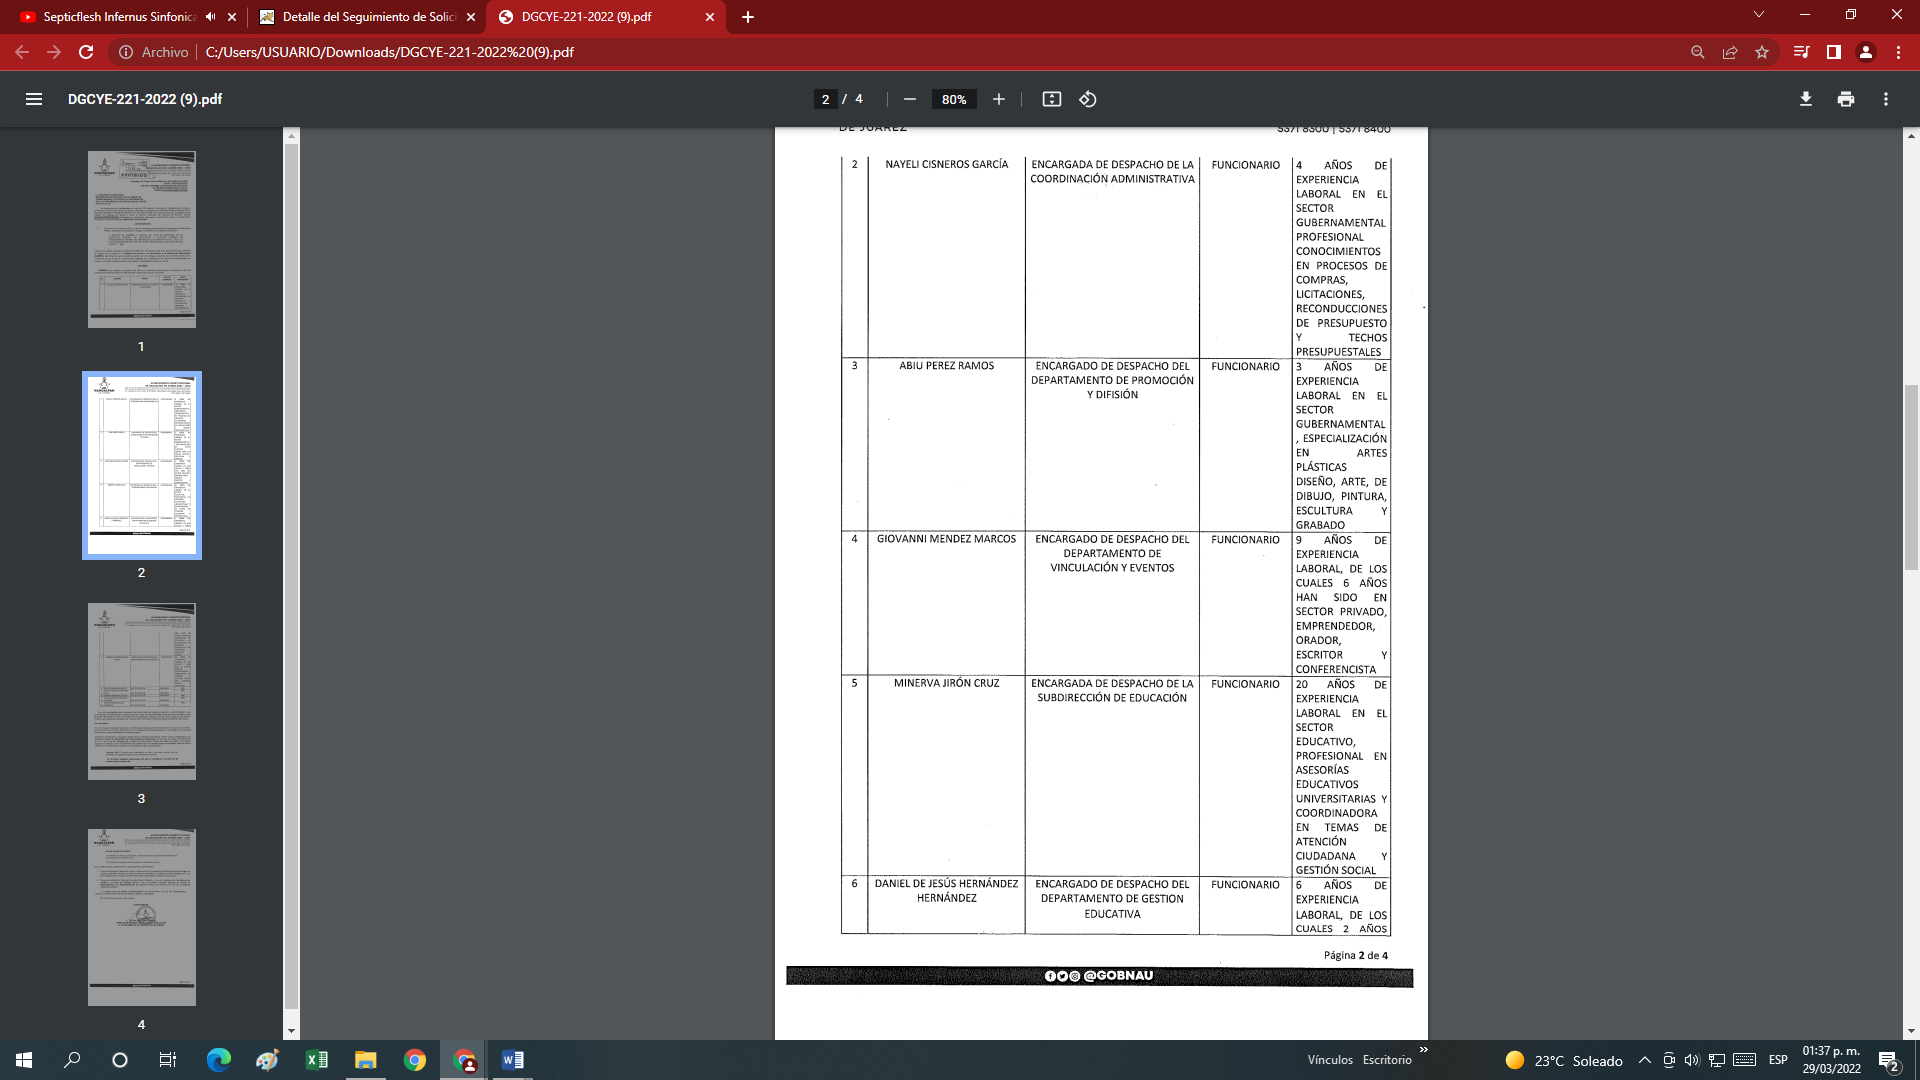 Septicflesh Infernus Sinfonica
Detalle del Seguimiento de Solici
DGCYE-221-2022 (9).pdf
Archivo
C:/Users/USUARIO/Downloads/DGCYE-221-2022%20(9).pdf
DGCYE-221-2022 (9).pdf
2 / 4
80%
1
2
3
4
DE JUÁREZ
5371 8300 | 5371 8400
2
NAYELI CISNEROS GARCÍA
ENCARGADA DE DESPACHO DE LA
COORDINACIÓN ADMINISTRATIVA
FUNCIONARIO
4 AÑOS DE
EXPERIENCIA
LABORAL EN EL
SECTOR
GUBERNAMENTAL
PROFESIONAL
CONOCIMIENTOS
EN PROCESOS DE
COMPRAS,
LICITACIONES,
RECONDUCCIONES
DE PRESUPUESTO
Y TECHOS
PRESUPUESTALES
3
ABIU PEREZ RAMOS
ENCARGADO DE DESPACHO DEL
DEPARTAMENTO DE PROMOCIÓN
Y DIFISIÓN
FUNCIONARIO
3 AÑOS DE
EXPERIENCIA
LABORAL EN EL
SECTOR
GUBERNAMENTAL
, ESPECIALIZACIÓN
EN ARTES
PLÁSTICAS
DISEÑO, ARTE, DE
DIBUJO, PINTURA,
ESCULTURA Y
GRABADO
4
GIOVANNI MENDEZ MARCOS
ENCARGADO DE DESPACHO DEL
DEPARTAMENTO DE
VINCULACIÓN Y EVENTOS
FUNCIONARIO
9 AÑOS DE
EXPERIENCIA
LABORAL, DE LOS
CUALES 6 AÑOS
HAN SIDO EN
SECTOR PRIVADO,
EMPRENDEDOR,
ORADOR,
ESCRITOR Y
CONFERENCISTA
5
MINERVA JIRÓN CRUZ
ENCARGADA DE DESPACHO DE LA
SUBDIRECCIÓN DE EDUCACIÓN
FUNCIONARIO
20 AÑOS DE
EXPERIENCIA
LABORAL EN EL
SECTOR
EDUCATIVO,
PROFESIONAL EN
ASESORÍAS
EDUCATIVOS
UNIVERSITARIAS Y
COORDINADORA
EN TEMAS DE
ATENCIÓN
CIUDADANA Y
GESTIÓN SOCIAL
6
DANIEL DE JESÚS HERNÁNDEZ
HERNÁNDEZ
ENCARGADO DE DESPACHO DEL
DEPARTAMENTO DE GESTION
EDUCATIVA
FUNCIONARIO
6 AÑOS DE
EXPERIENCIA
LABORAL, DE LOS
CUALES 2 AÑOS
Página 2 de 4
@GOBNAU
Vínculos
Escritorio
23°C Soleado
ESP
01:37 p. m.
29/03/2022
2